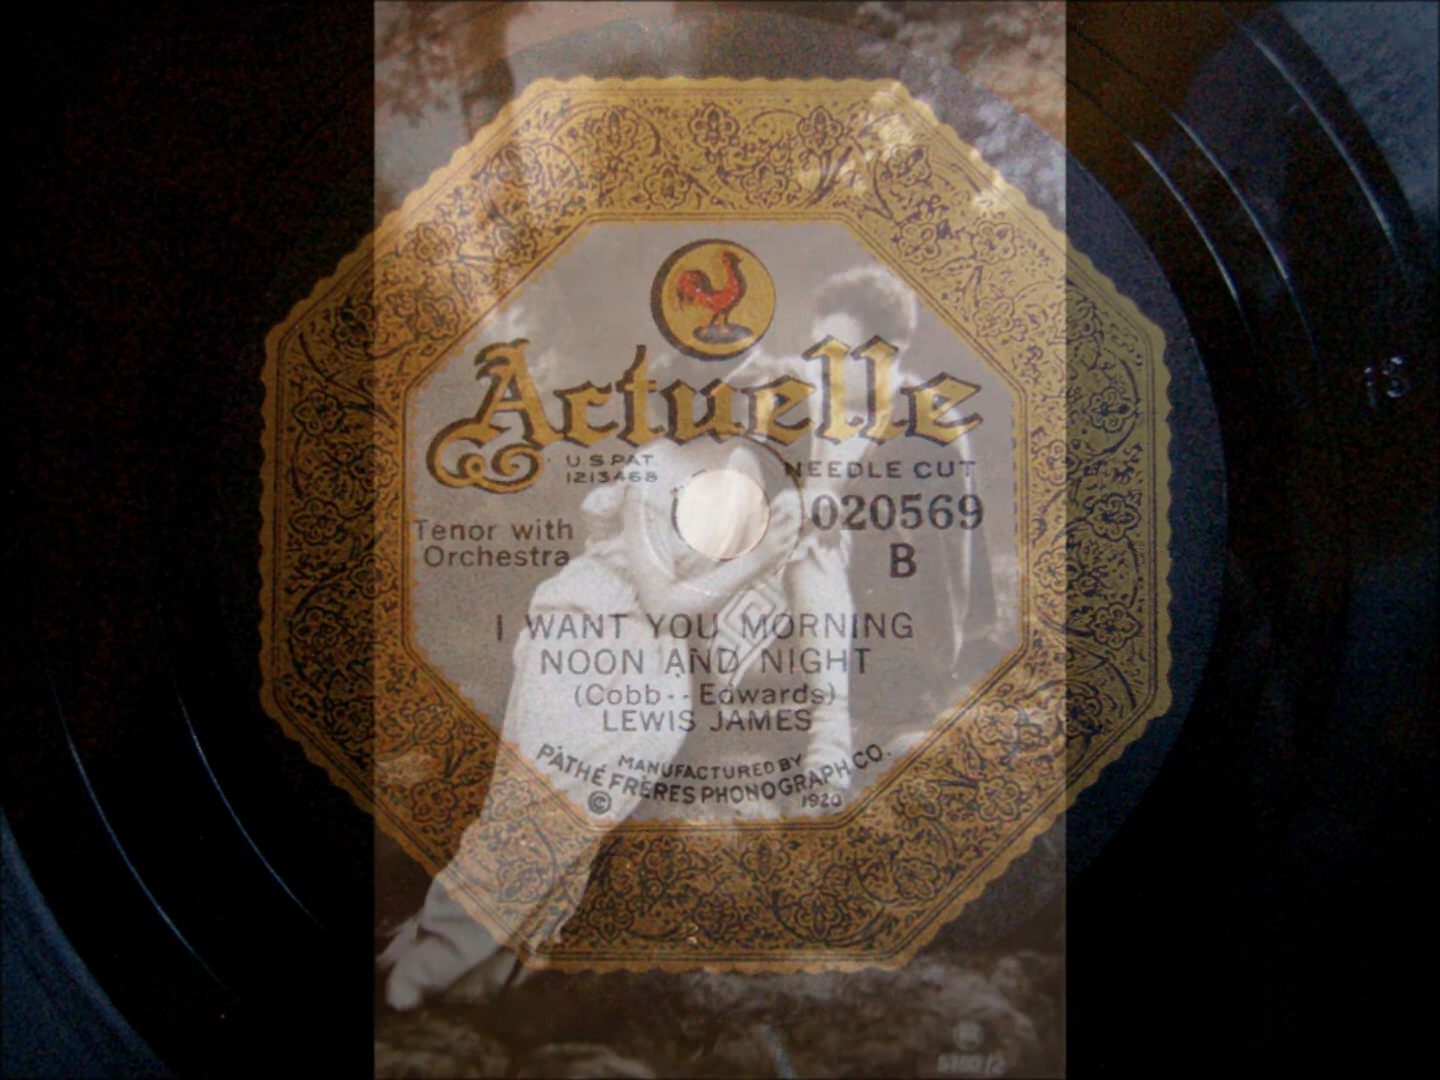 Actuelle
U S PAT.
1213468
NEEDLE CUT
020569
B
Tenor with
Orchestra
I WANT YOU MORNING
NOON AND NIGHT
(Cobb--Edwards)
LEWIS JAMES
MANUFACTURED BY
PATHÉ FRÈRES PHONOGRAPH CO.
© 1920